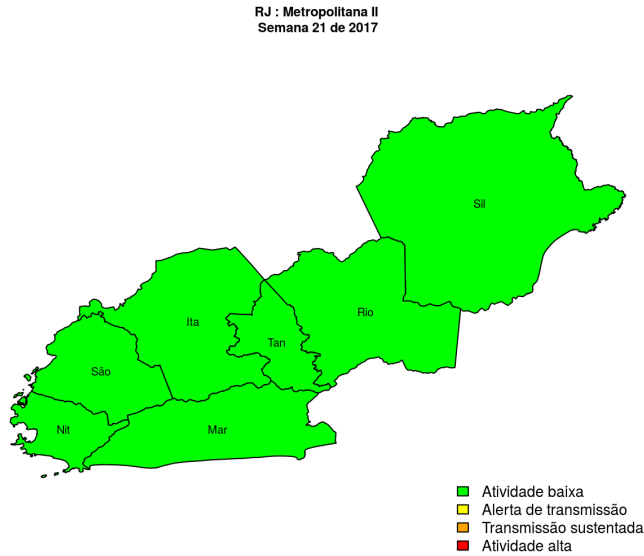 RJ : Metropolitana II
Semana 21 de 2017
Sil
Rio
Ita
Tan
São
Nit
Mar
Atividade baixa
Alerta de transmissão
Transmissão sustentada
Atividade alta